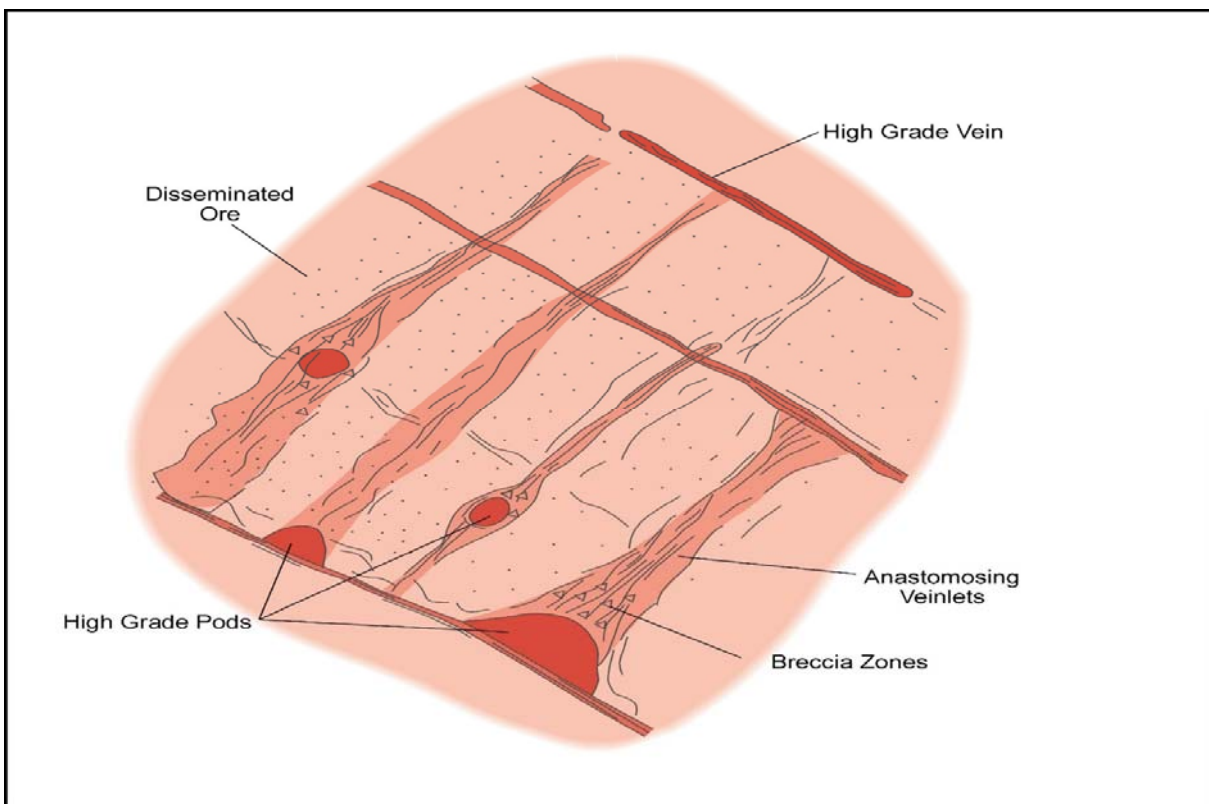 High Grade Vein
Disseminated
Ore
Anastomosing
Veinlets
High Grade Pods
Breccia Zones